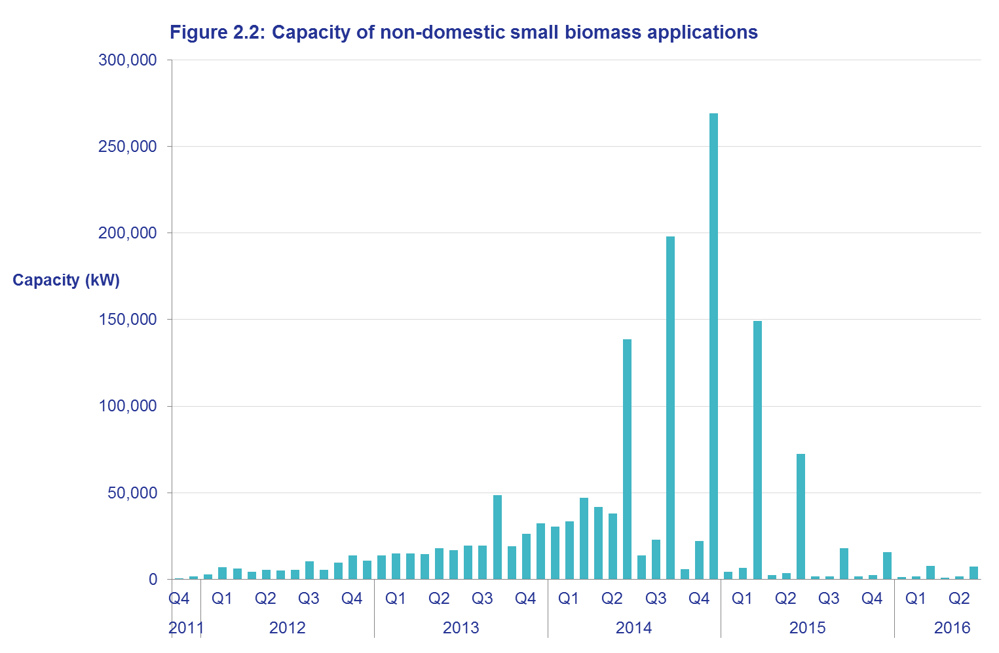 Figure 2.2: Capacity of non-domestic small biomass applications
300,000
250,000
200,000
Capacity (kW)
150,000
100,000
50,000
0
Q4 Q1 Q2 Q3 Q4 Q1 Q2 Q3 Q4 Q1 Q2 Q3 Q4 Q1 Q2 Q3 Q4 Q1 Q2
2011 2012 2013 2014 2015 2016